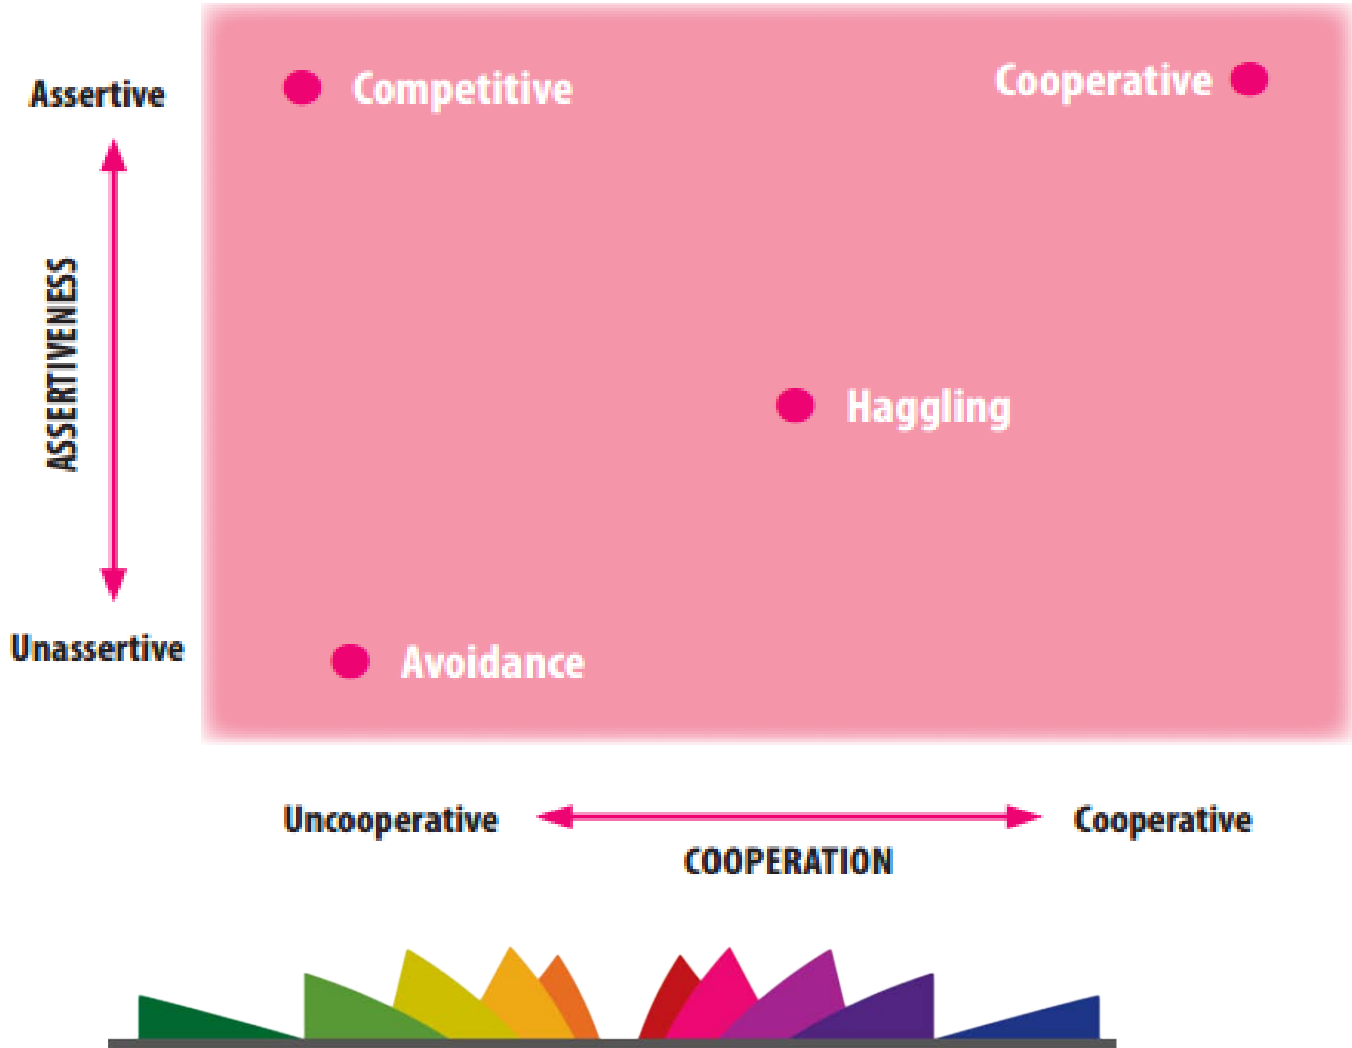 Assertive
Competitive
Cooperative
ASSERTIVENESS
Haggling
Unassertive
Avoidance
Uncooperative
Cooperative
COOPERATION